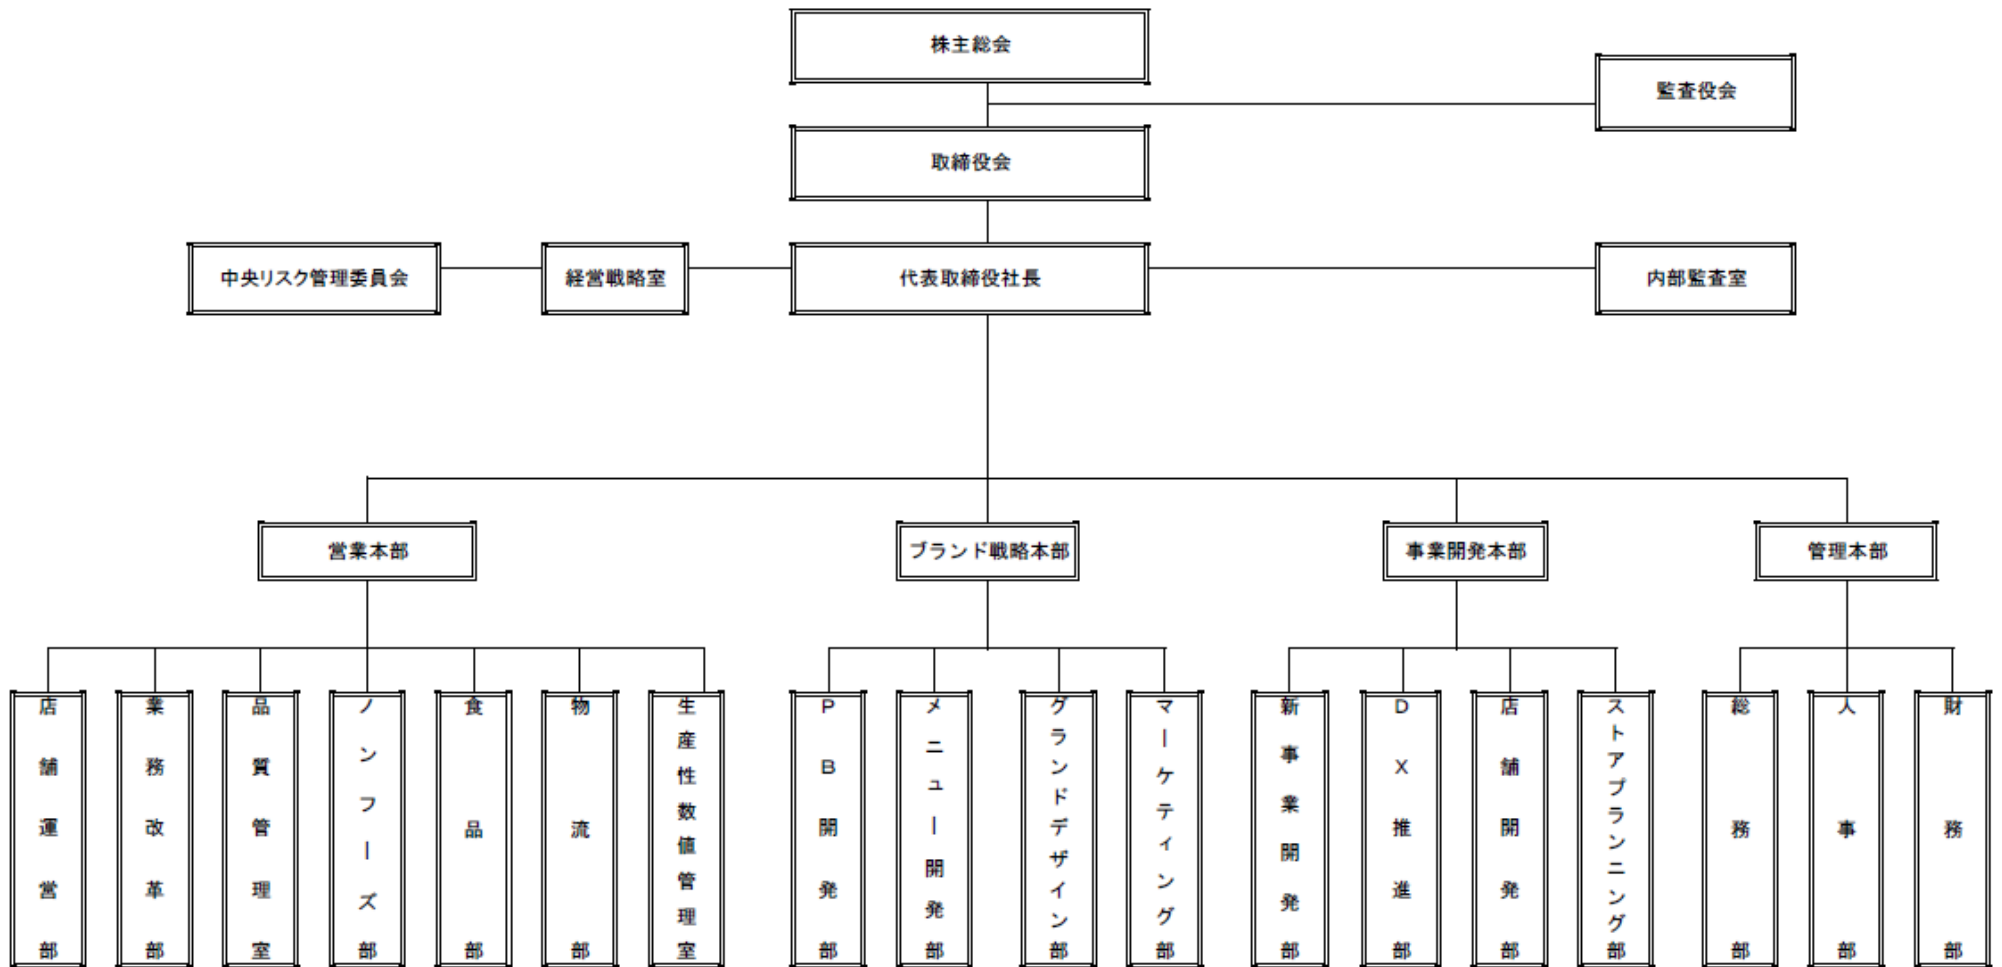 株主総会
監査役会
取締役会
中央リスク管理委員会
経営戦略室
代表取締役社長
内部監査室
営業本部
ブランド戦略本部
事業開発本部
管理本部
店舗運営部
業務改革部
品質管理室
ノンフーズ部
食品部
物流部
生産性数値管理室
PB開発部
メニュー開発部
グランドデザイン部
マーケティング部
新事業開発部
DX推進部
店舗開発部
ストアプランニング部
総務部
人事部
財務部